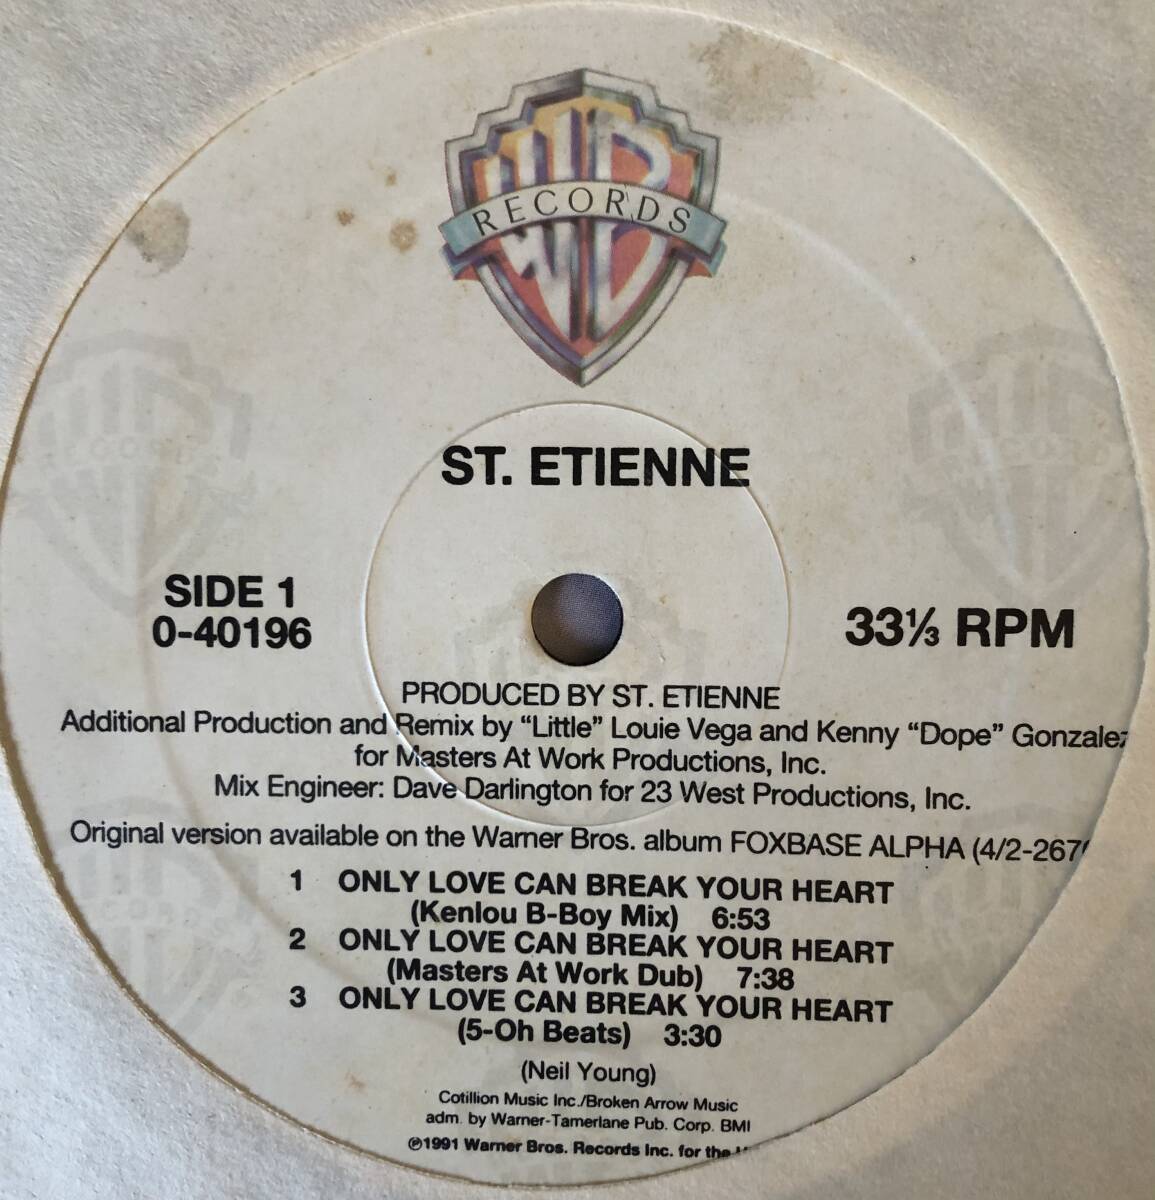 WB
RECORDS
ST. ETIENNE
SIDE 1
0-40196
33⅓ RPM
PRODUCED BY ST. ETIENNE
Additional Production and Remix by “Little” Louie Vega and Kenny “Dope” Gonzalez
for Masters At Work Productions, Inc.
Mix Engineer: Dave Darlington for 23 West Productions, Inc.
Original version available on the Warner Bros. album FOXBASE ALPHA (4/2-267
1 ONLY LOVE CAN BREAK YOUR HEART
(Kenlou B-Boy Mix) 6:53
2 ONLY LOVE CAN BREAK YOUR HEART
(Masters At Work Dub) 7:38
3 ONLY LOVE CAN BREAK YOUR HEART
(5-Oh Beats) 3:30
(Neil Young)
Cotillion Music Inc./Broken Arrow Music
adm. by Warner-Tamerlane Pub. Corp. BMI
℗1991 Warner Bros. Records Inc. for the